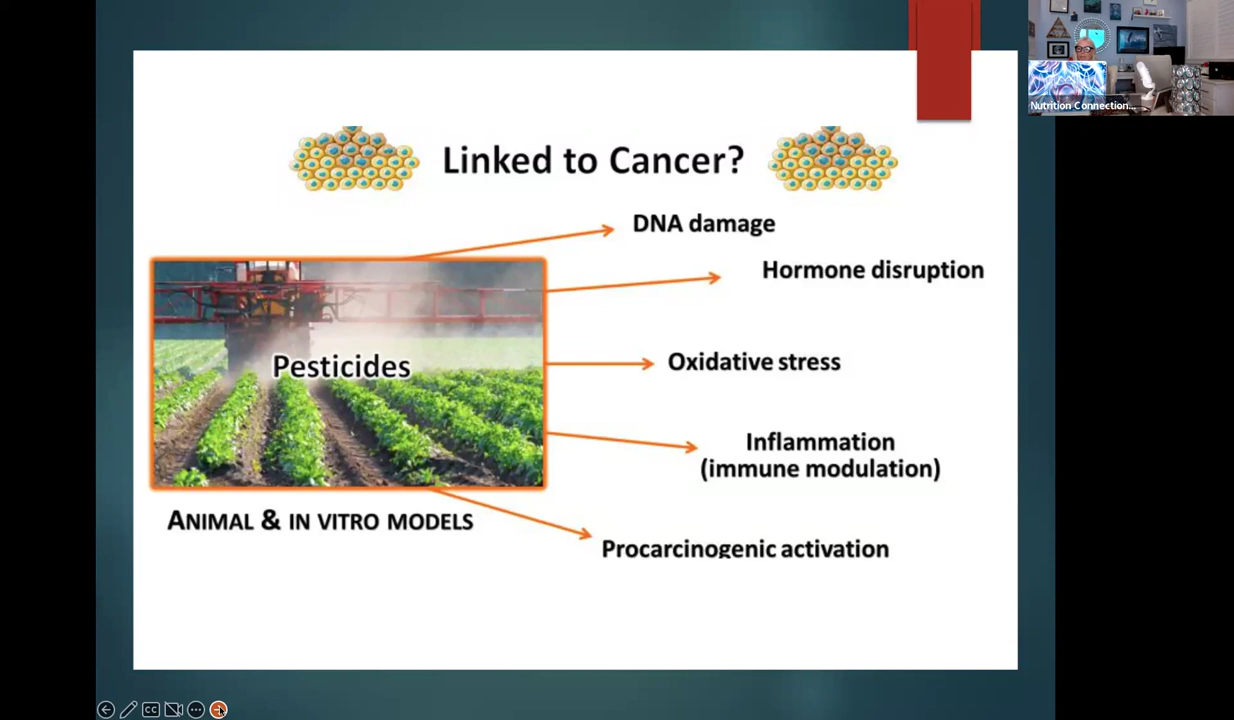 Nutrition Connection...
Linked to Cancer?
DNA damage
Hormone disruption
Pesticides
Oxidative stress
Inflammation
(immune modulation)
ANIMAL & IN VITRO MODELS
Procarcinogenic activation
CC